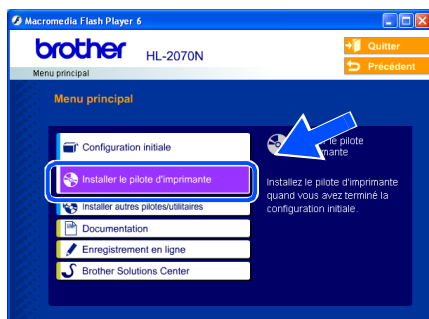 Macromedia Flash Player 6
brother
HL-2070N
Quitter
Précédent
Menu principal
Menu principal
Configuration initiale
Installer le pilote d'imprimante
Installer autres pilotes/utilitaires
Documentation
Enregistrement en ligne
Brother Solutions Center
le pilote
Installez le pilote d'imprimante
quand vous avez terminé la
configuration initiale.